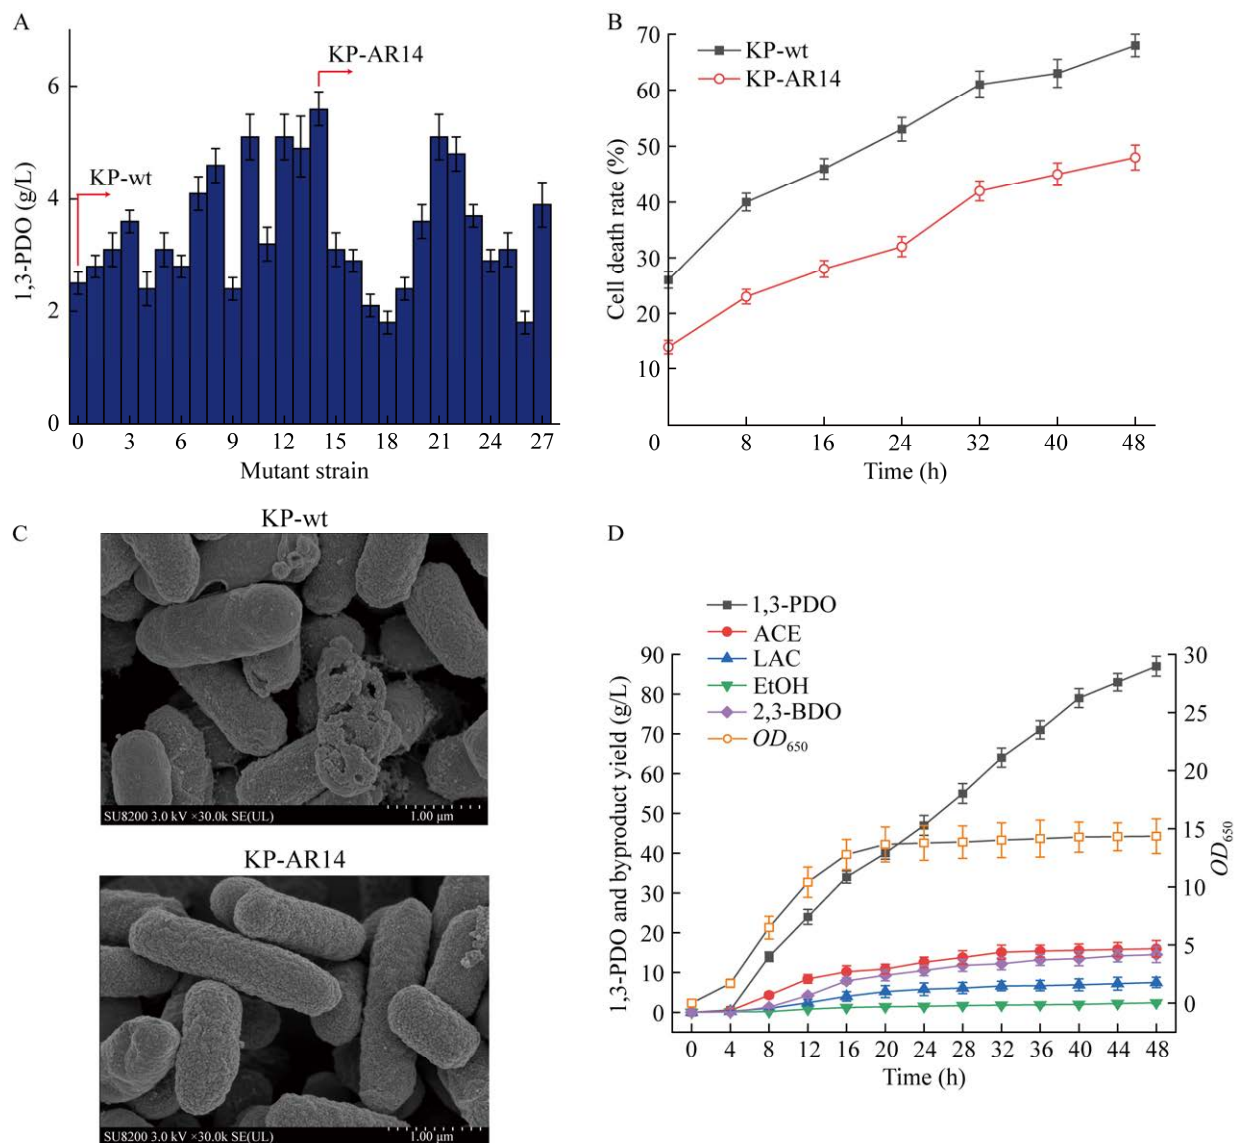 A
1,3-PDO (g/L)
6
4
2
0
KP-wt
KP-AR14
0 3 6 9 12 15 18 21 24 27
Mutant strain
B
KP-wt
KP-AR14
Cell death rate (%)
70
60
50
40
30
20
10
0 8 16 24 32 40 48
Time (h)
C
KP-wt
SU8200 3.0 kV ×30.0k SE(UL) 1.00 μm
KP-AR14
SU8200 3.0 kV ×30.0k SE(UL) 1.00 μm
D
1,3-PDO
ACE
LAC
EtOH
2,3-BDO
OD650
1,3-PDO and byproduct yield (g/L)
90
80
70
60
50
40
30
20
10
0
30
25
20
15
10
5
0
OD650
0 4 8 12 16 20 24 28 32 36 40 44 48
Time (h)